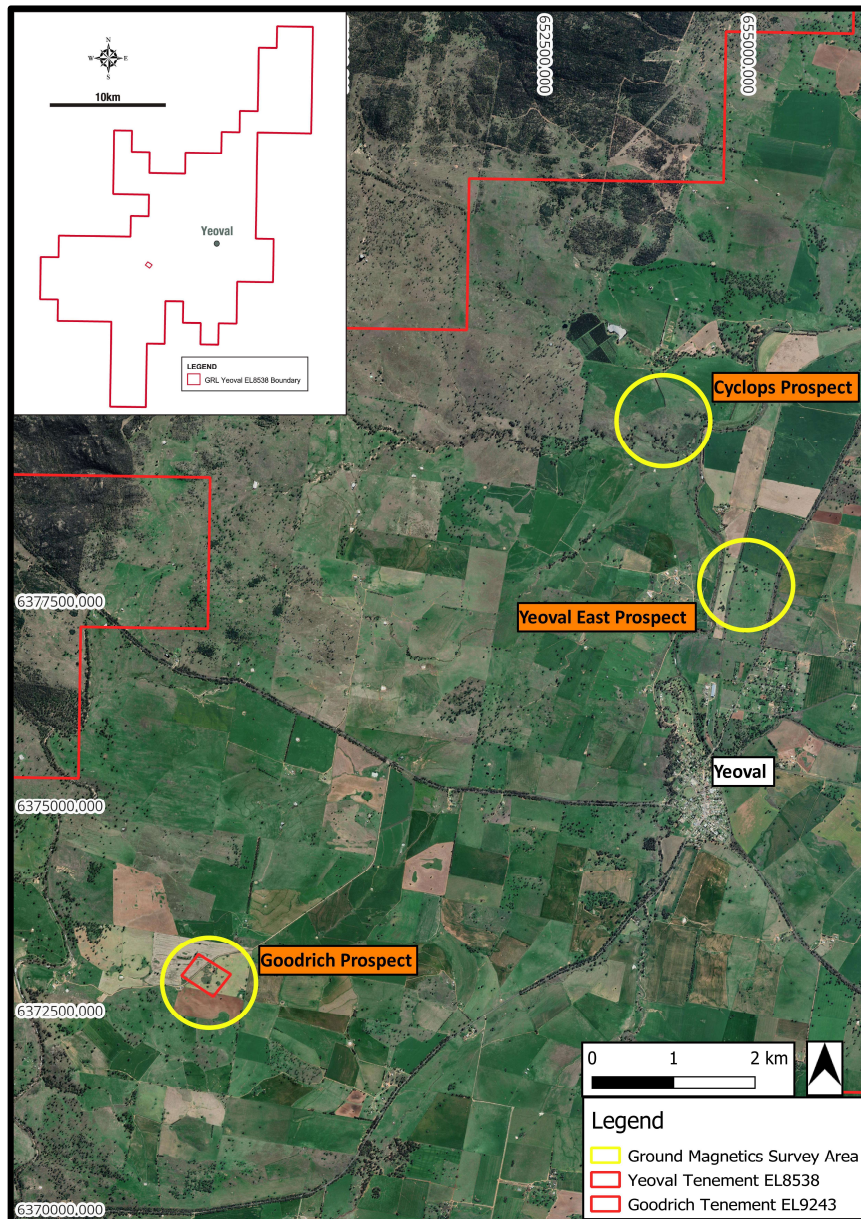 N
W E
S
10km
Yeoval
LEGEND
GRL Yeoval EL8538 Boundary
652500,000
655000,000
Cyclops Prospect
6377500,000
Yeoval East Prospect
Yeoval
6375000,000
Goodrich Prospect
6372500,000
0 1 2 km
Legend
Ground Magnetics Survey Area
Yeoval Tenement EL8538
Goodrich Tenement EL9243
6370000,000